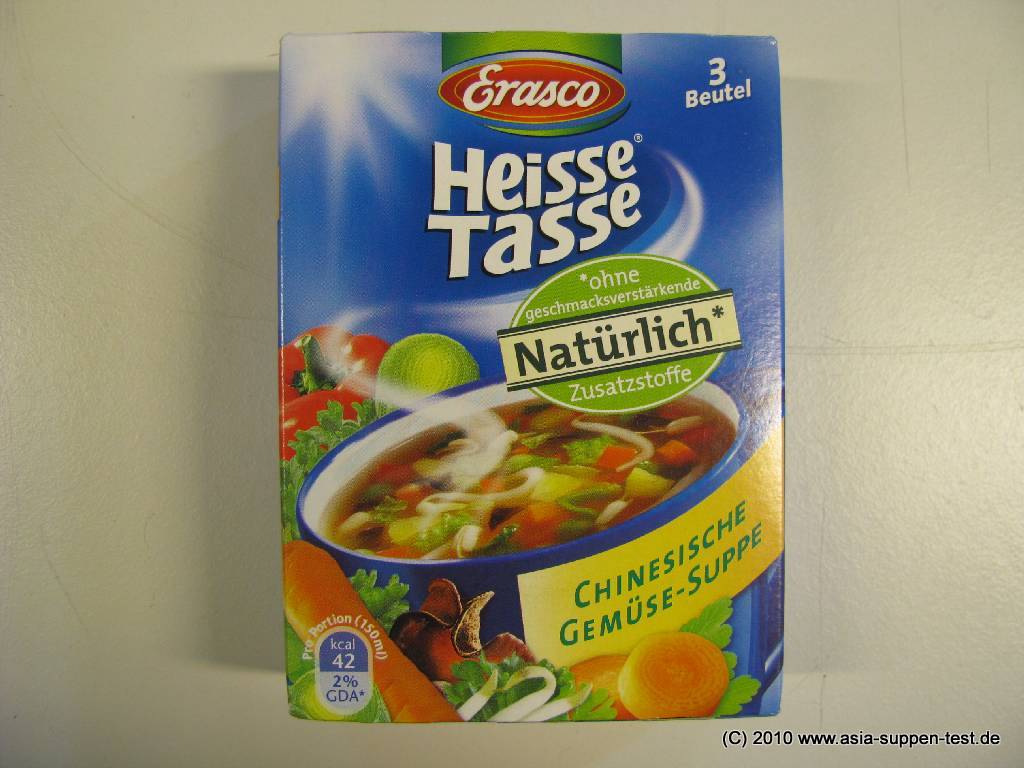 Erasco
3
Beutel
Heisse®
Tasse
*ohne
geschmacksverstärkende
Natürlich*
Zusatzstoffe
Chinesische
Gemüse-Suppe
Pro Portion (150ml)
kcal
42
2%
GDA*
(C) 2010 www.asia-suppen-test.de